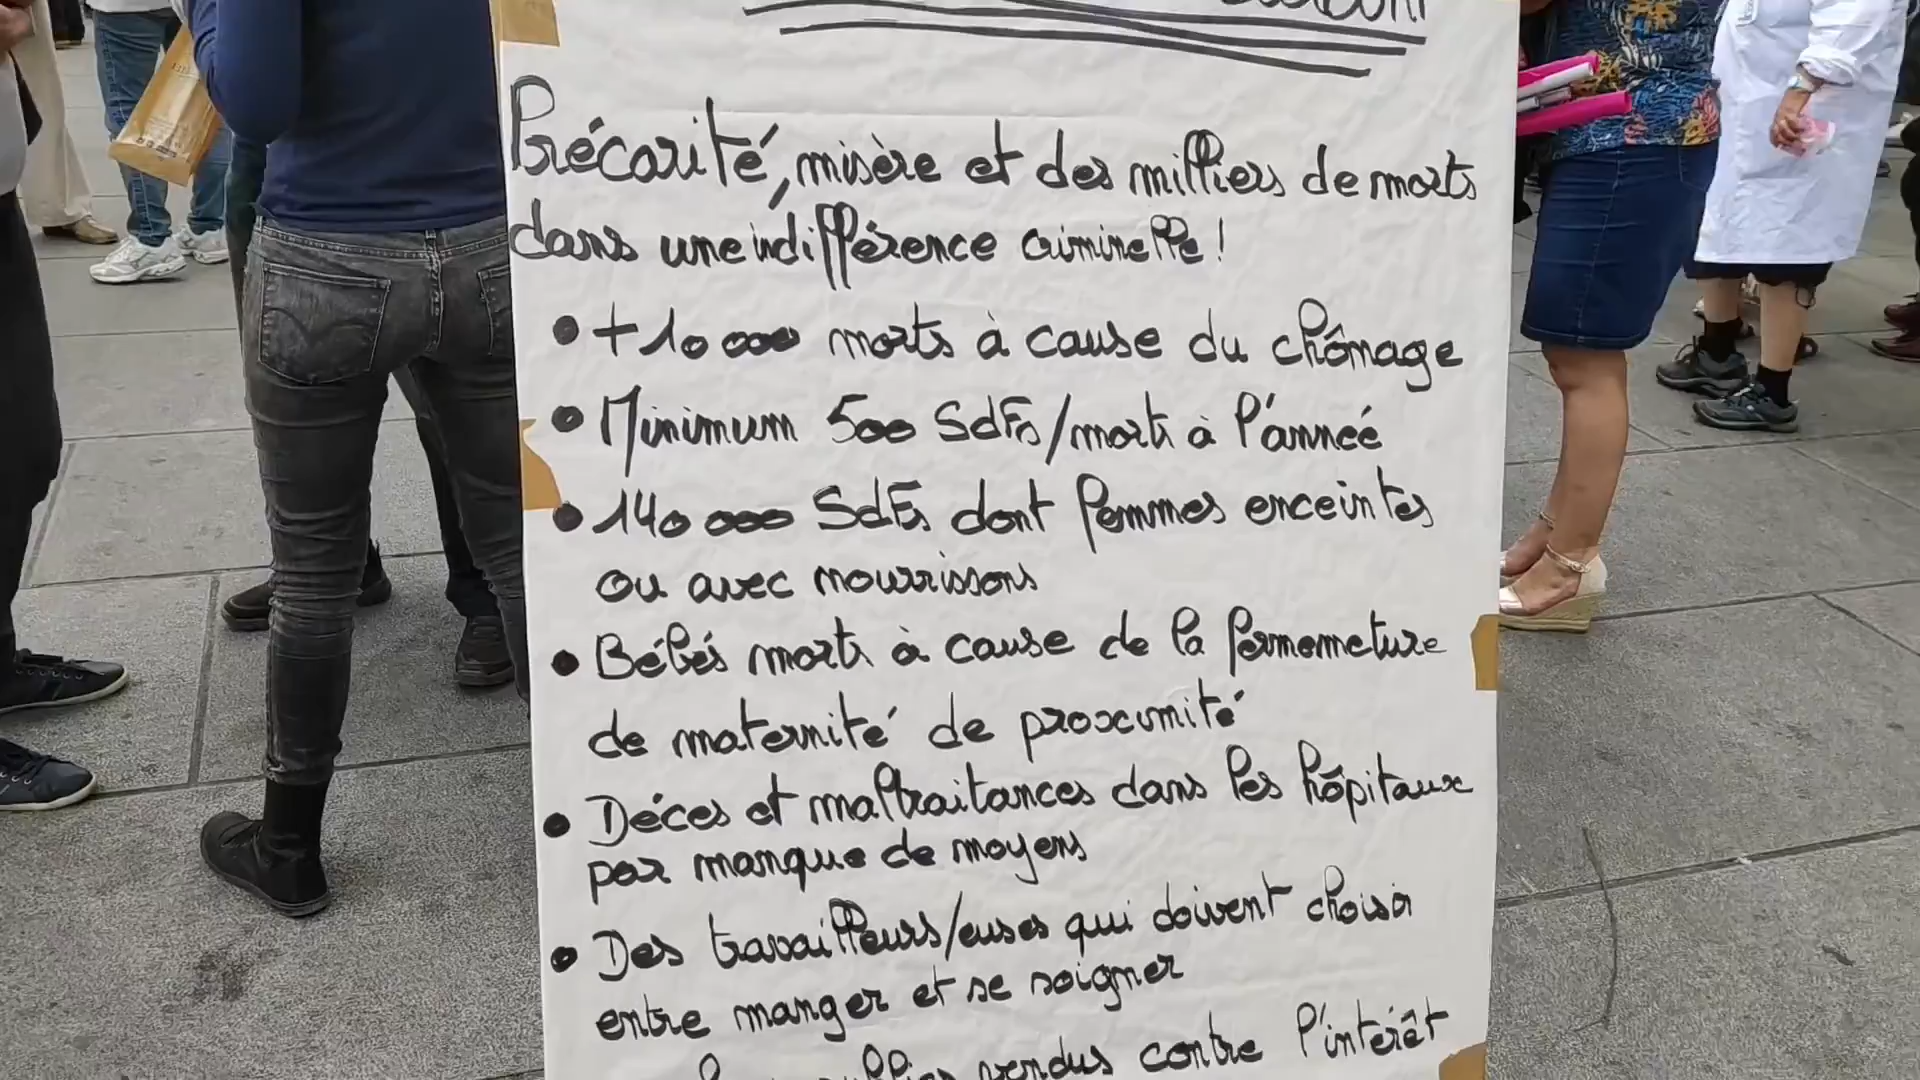 Précarité, misère et des milliers de morts
dans une indifférence criminelle !
• +10 000 morts à cause du chômage
• Minimum 500 SdFs/morts à l'année
• 140 000 SdFs dont femmes enceintes
ou avec nourrissons
• Bébés morts à cause de la fermemeture
de maternité de proximité
• Déces et maltraitances dans les hôpitaux
par manque de moyens
• Des travailleurs/euses qui doivent choisir
entre manger et se soigner
vendus contre l'intérêt